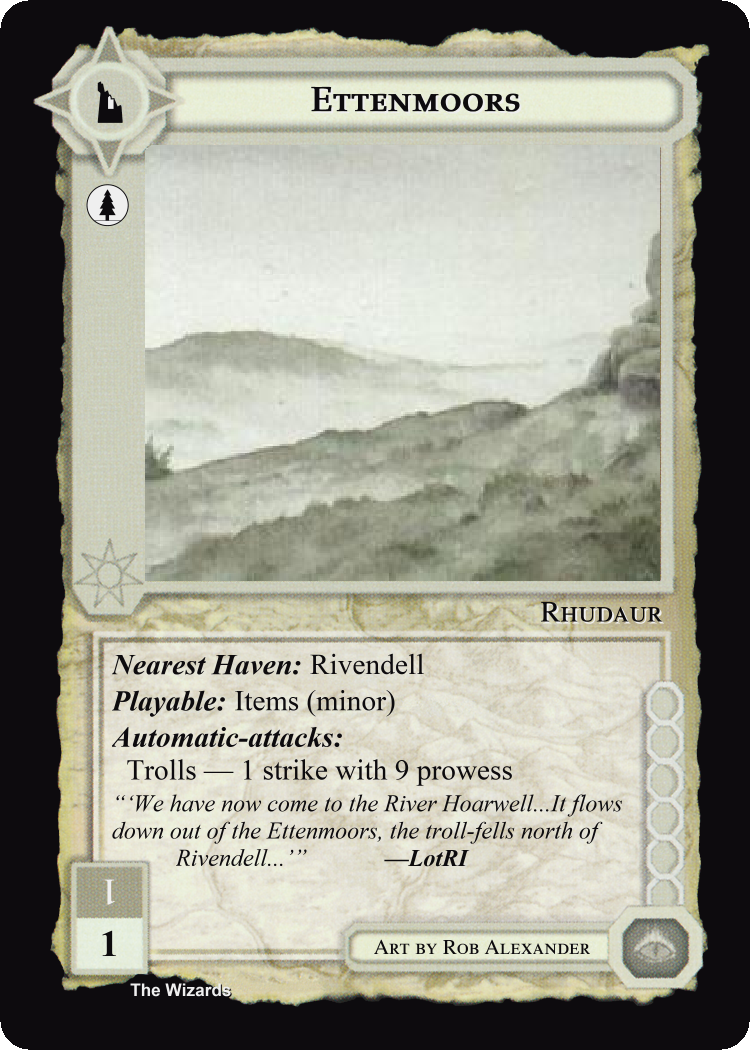 Ettenmoors
Rhudaur
Nearest Haven: Rivendell
Playable: Items (minor)
Automatic-attacks:
Trolls — 1 strike with 9 prowess
“‘We have now come to the River Hoarwell...It flows
down out of the Ettenmoors, the troll-fells north of
Rivendell...’” —LotRI
1
1
Art by Rob Alexander
The Wizards